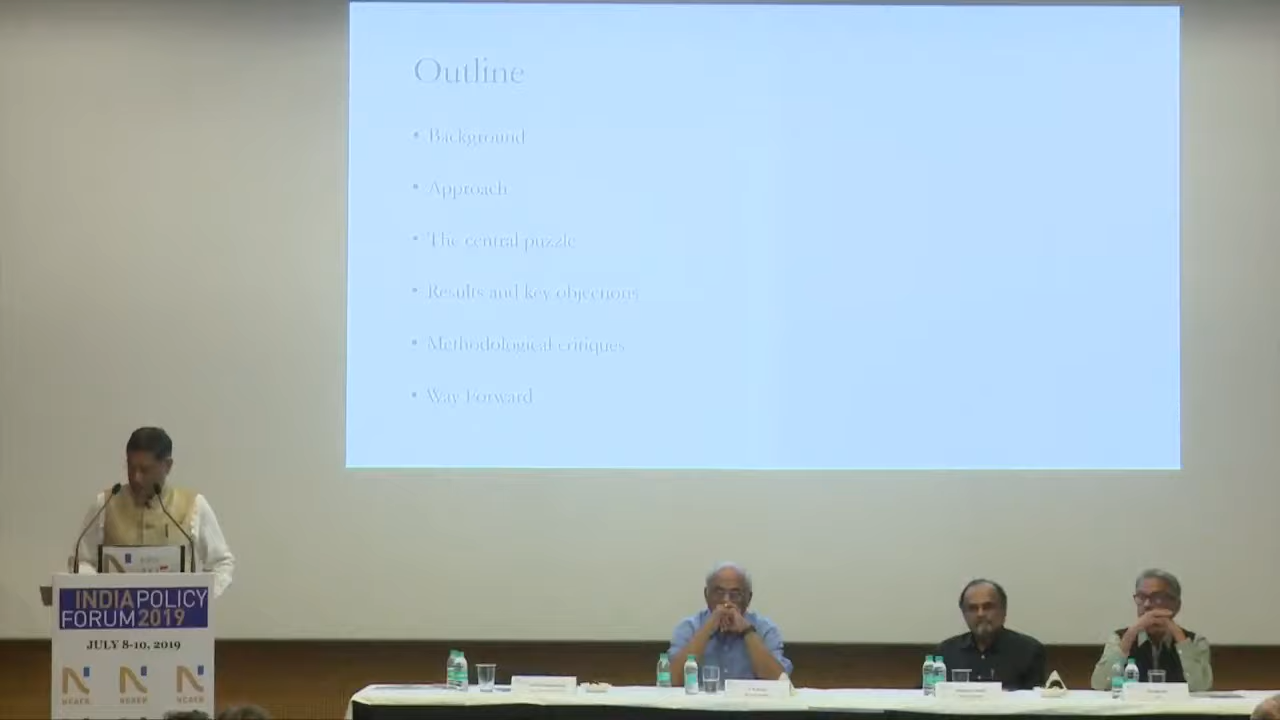 Outline
• Background
• Approach
• The central puzzle
• Results and key objections
• Methodological critiques
• Way Forward
INDIA POLICY
FORUM 2019
JULY 8-10, 2019
NCAER NCAER NCAER